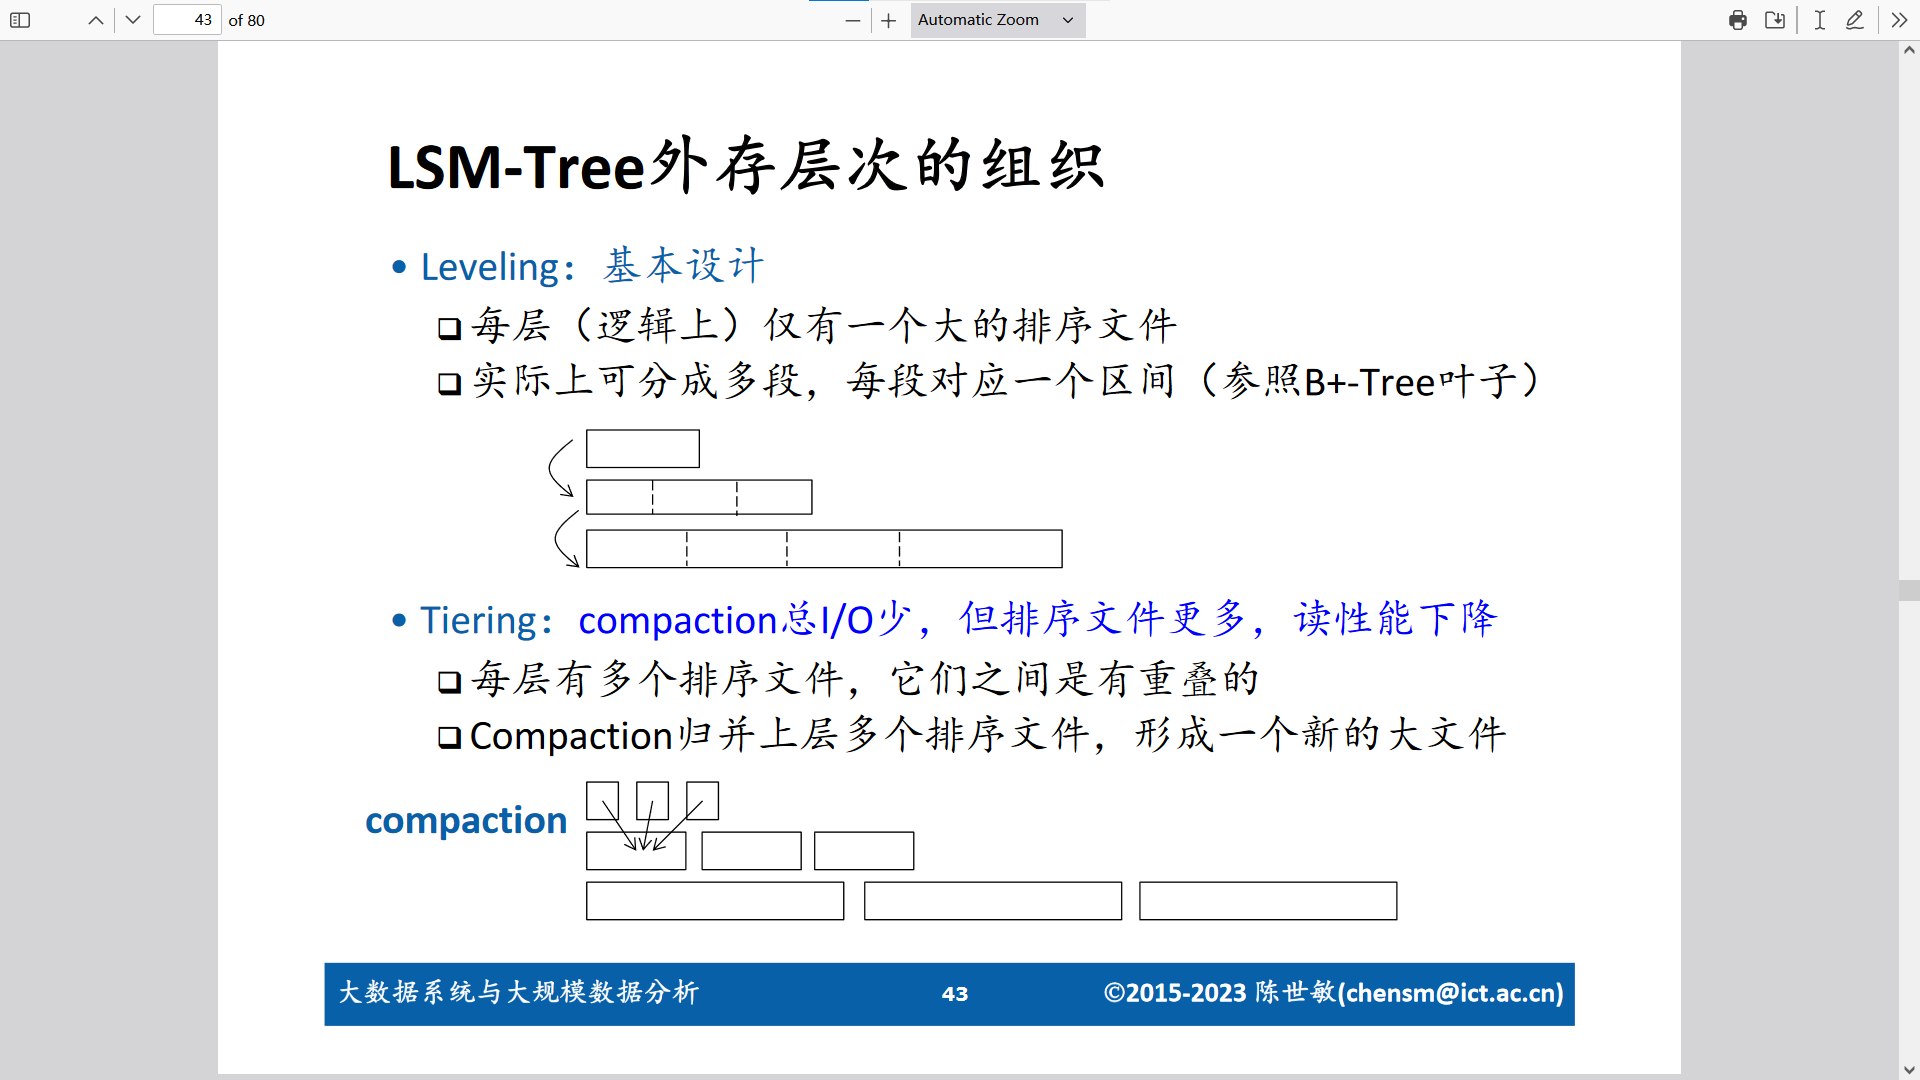 43 of 80
Automatic Zoom
LSM-Tree外存层次的组织
• Leveling：基本设计
❑ 每层（逻辑上）仅有一个大的排序文件
❑ 实际上可分成多段，每段对应一个区间（参照B+-Tree叶子）
• Tiering：compaction总I/O少，但排序文件更多，读性能下降
❑ 每层有多个排序文件，它们之间是有重叠的
❑ Compaction归并上层多个排序文件，形成一个新的大文件
compaction
大数据系统与大规模数据分析 43 ©2015-2023 陈世敏(chensm@ict.ac.cn)